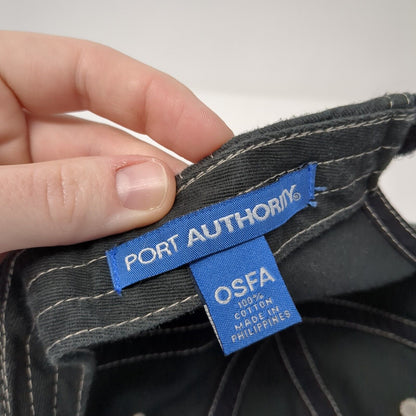 PORT AUTHORITY®
OSFA
100%
COTTON
MADE IN
PHILIPPINES